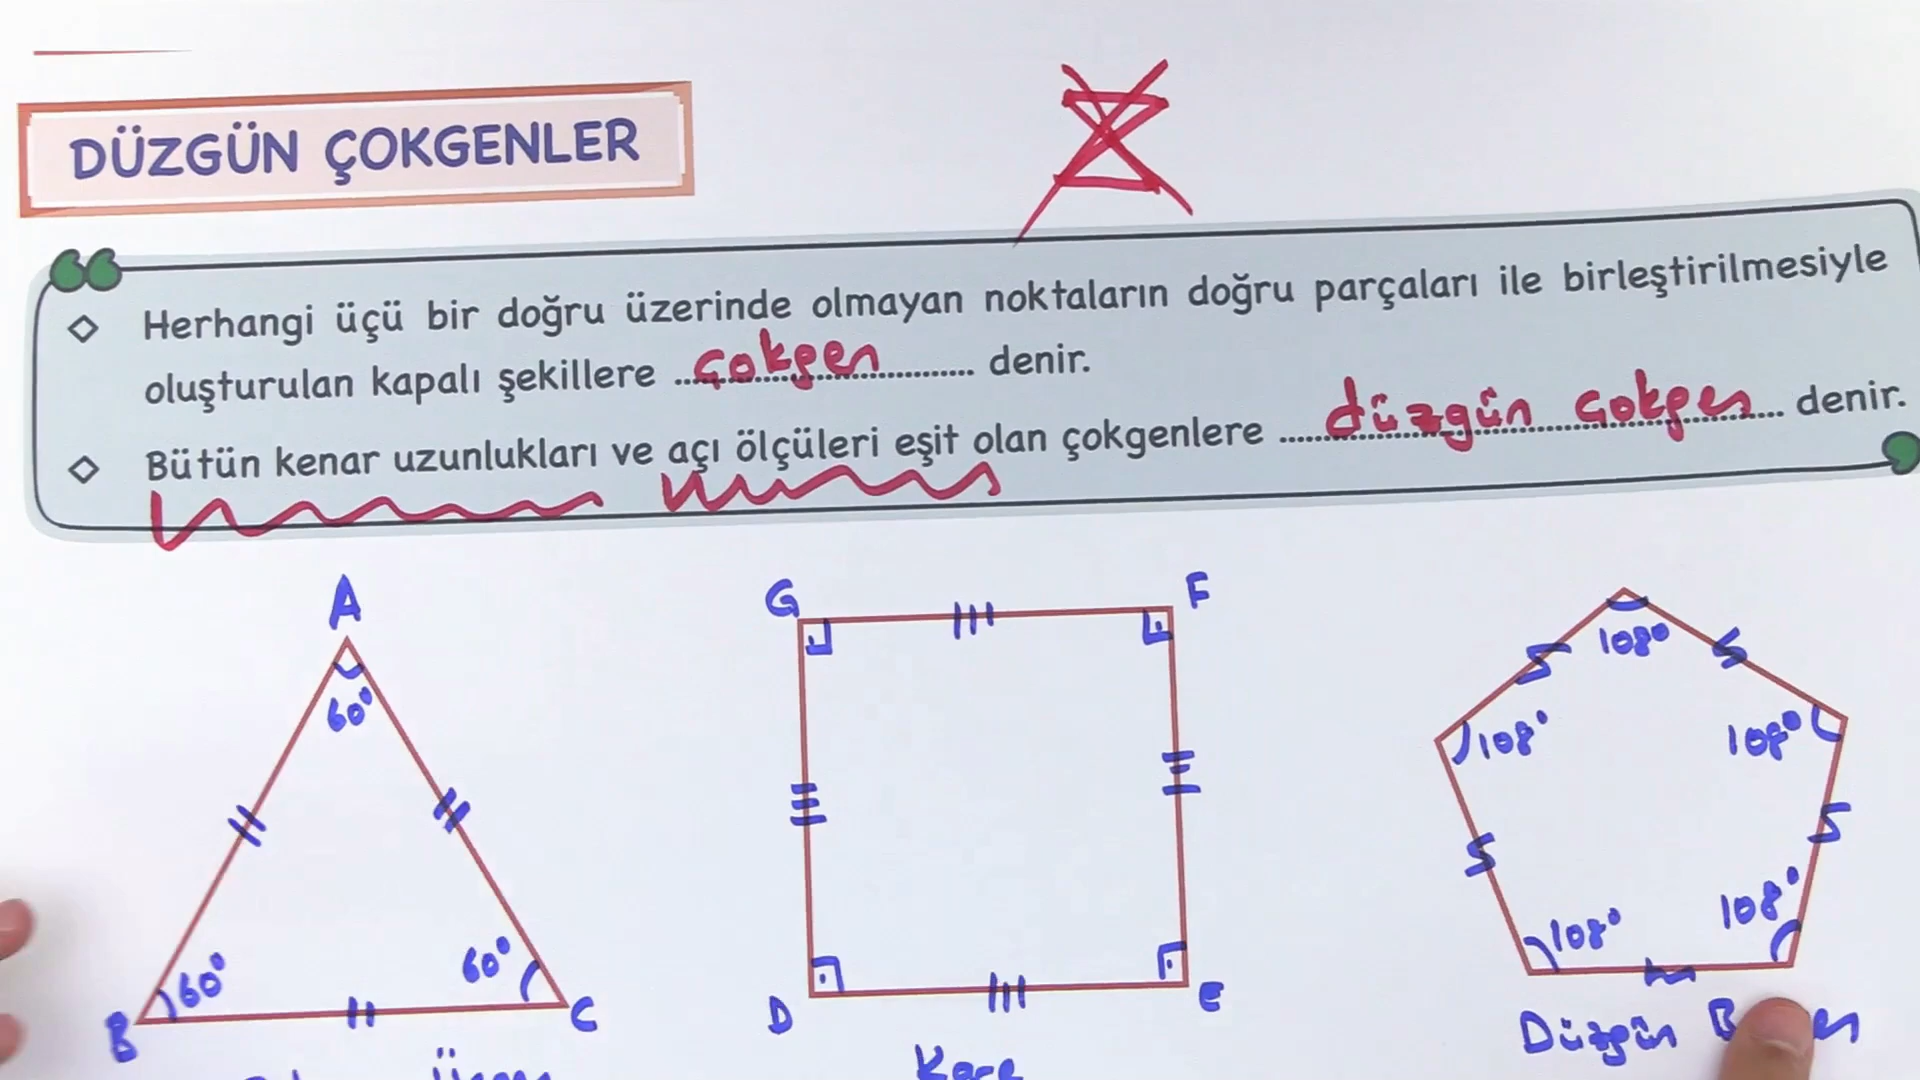 DÜZGÜN ÇOKGENLER
◇ Herhangi üçü bir doğru üzerinde olmayan noktaların doğru parçaları ile birleştirilmesiyle
oluşturulan kapalı şekillere ...çokgen... denir.
◇ Bütün kenar uzunlukları ve açı ölçüleri eşit olan çokgenlere ...düzgün çokgen... denir.
A
60°
B
60°
60°
C
G
F
D
E
Kare
108°
108°
108°
108°
108°
Düzgün